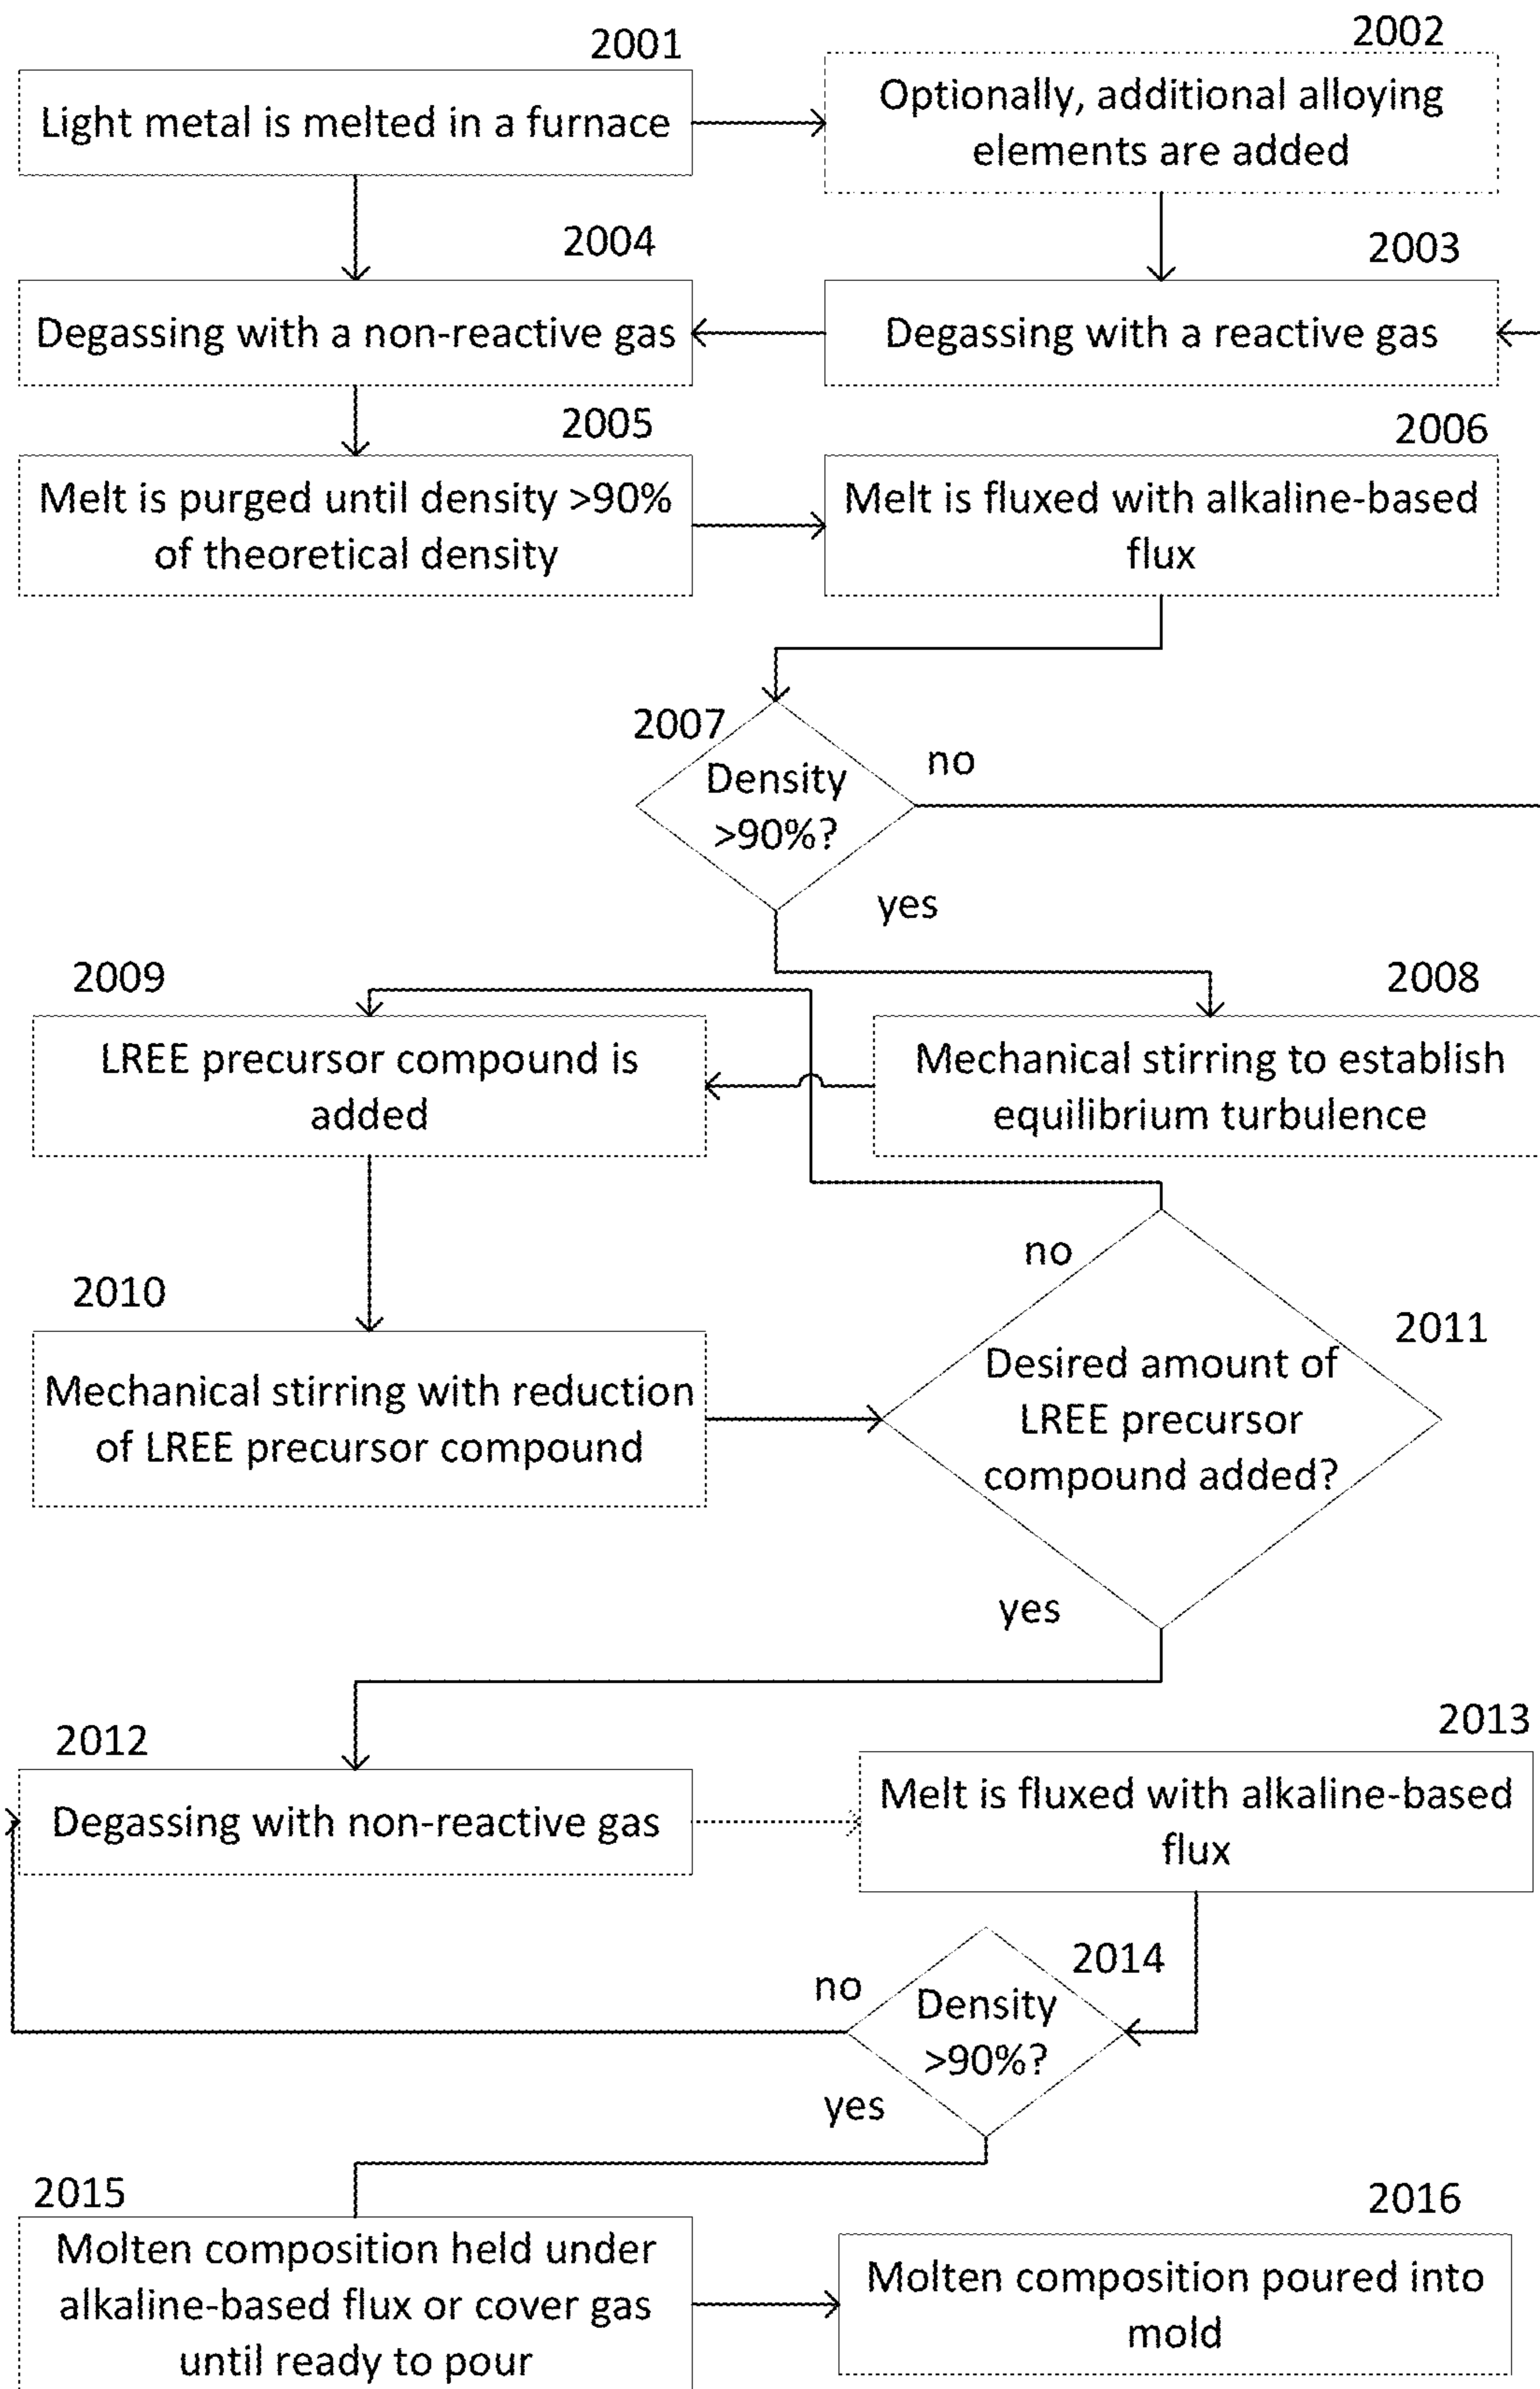 2001
Light metal is melted in a furnace
2002
Optionally, additional alloying
elements are added
2004
Degassing with a non-reactive gas
2003
Degassing with a reactive gas
2005
Melt is purged until density >90%
of theoretical density
2006
Melt is fluxed with alkaline-based
flux
2007
Density
>90%?
no
yes
2009
LREE precursor compound is
added
2008
Mechanical stirring to establish
equilibrium turbulence
2010
Mechanical stirring with reduction
of LREE precursor compound
no
2011
Desired amount of
LREE precursor
compound added?
yes
2012
Degassing with non-reactive gas
2013
Melt is fluxed with alkaline-based
flux
2014
no
Density
>90%?
yes
2015
Molten composition held under
alkaline-based flux or cover gas
until ready to pour
2016
Molten composition poured into
mold